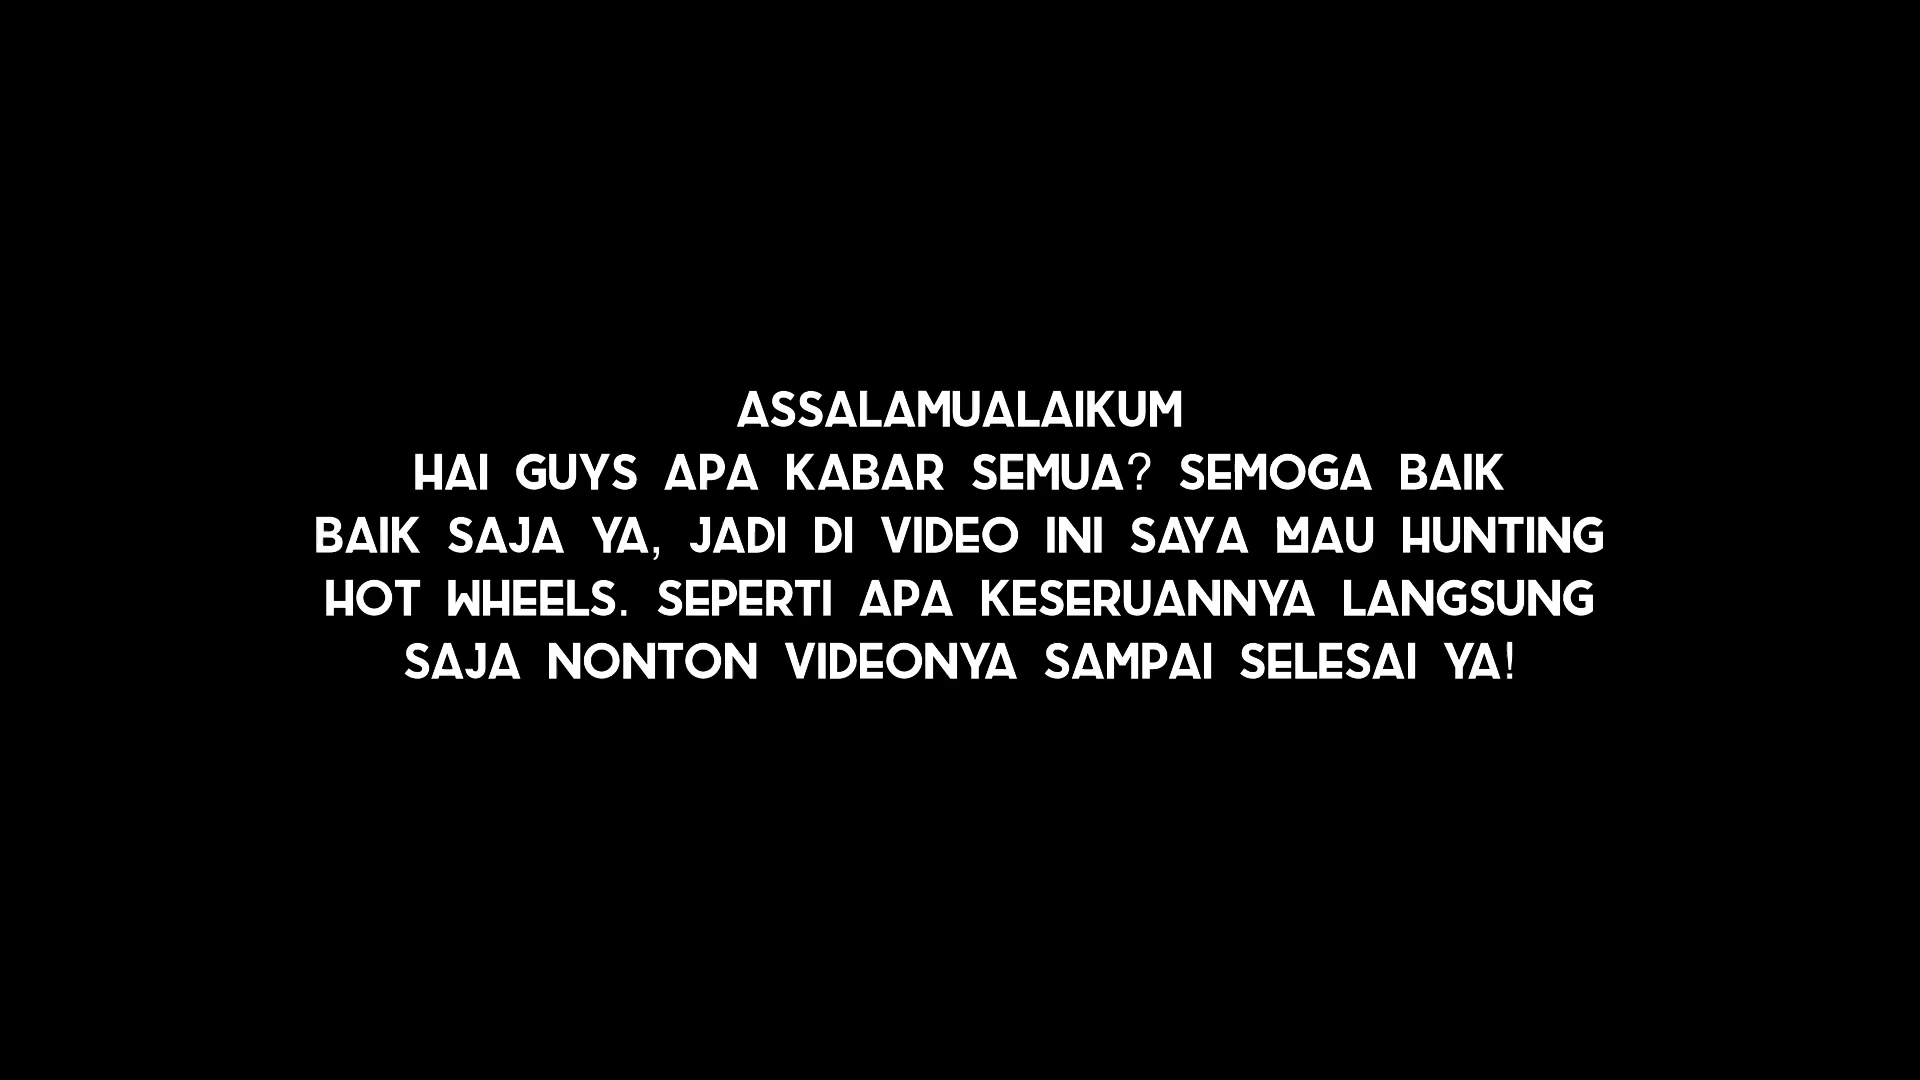 ASSALAMUALAIKUM
HAI GUYS APA KABAR SEMUA? SEMOGA BAIK
BAIK SAJA YA, JADI DI VIDEO INI SAYA MAU HUNTING
HOT WHEELS. SEPERTI APA KESERUANNYA LANGSUNG
SAJA NONTON VIDEONYA SAMPAI SELESAI YA!